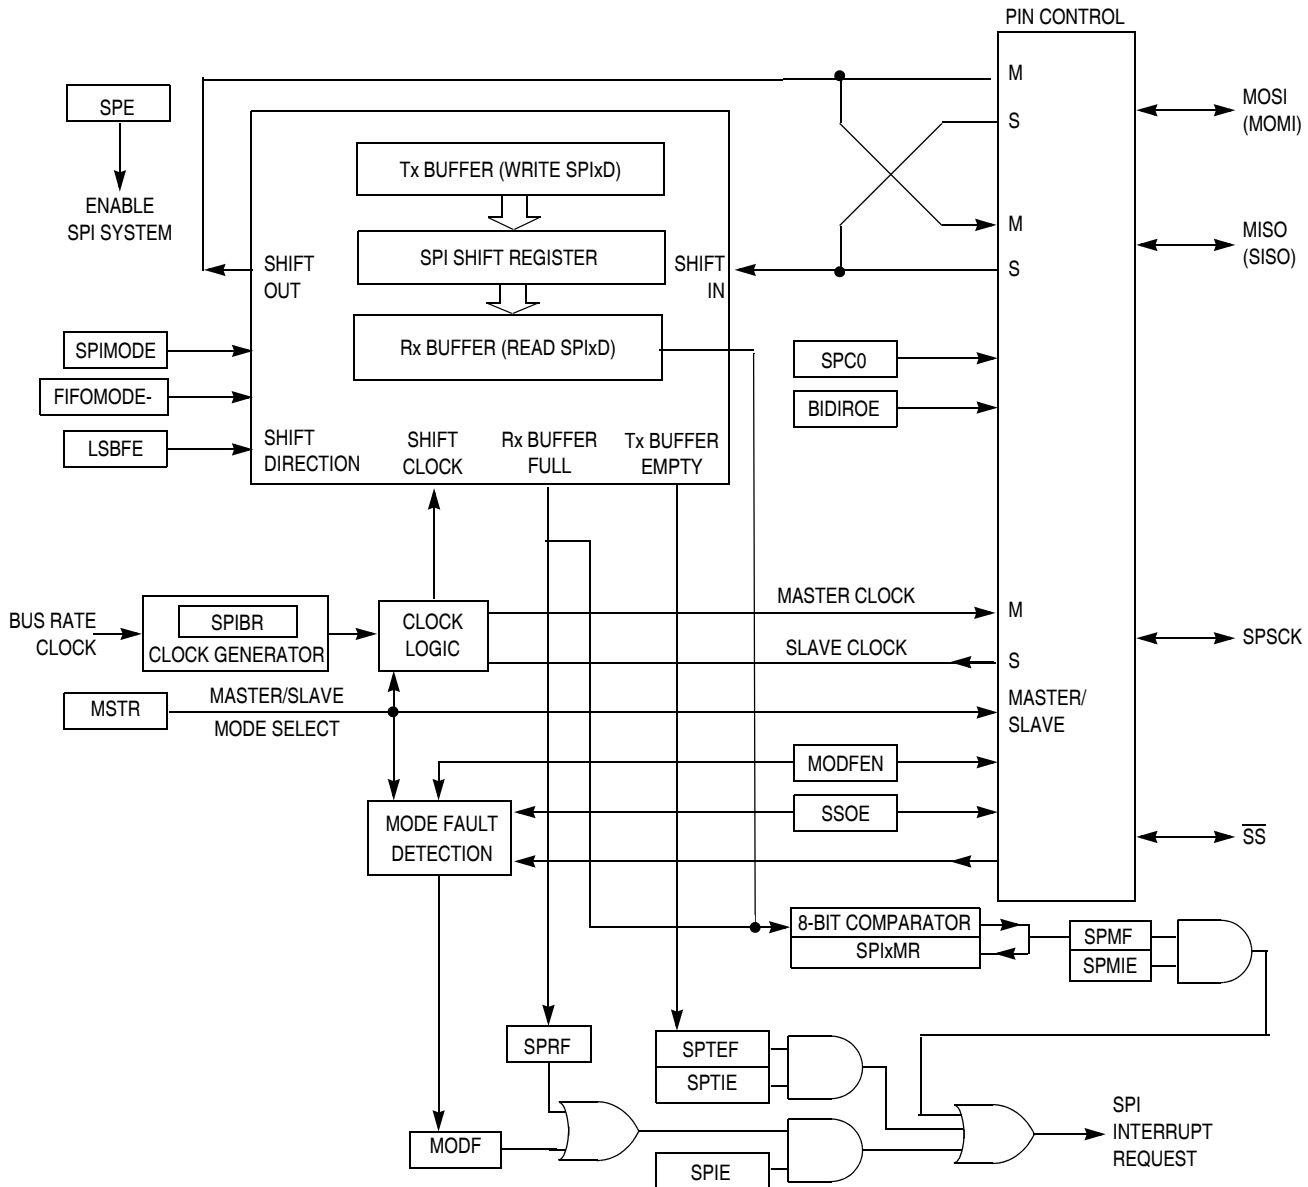 PIN CONTROL
SPE
ENABLE
SPI SYSTEM
Tx BUFFER (WRITE SPIxD)
SPI SHIFT REGISTER
Rx BUFFER (READ SPIxD)
SHIFT
OUT
SHIFT
IN
M
S
M
S
MOSI
(MOMI)
MISO
(SISO)
SPIMODE
FIFOMODE-
LSBFE
SHIFT
DIRECTION
SHIFT
CLOCK
Rx BUFFER
FULL
Tx BUFFER
EMPTY
SPC0
BIDIROE
BUS RATE
CLOCK
SPIBR
CLOCK GENERATOR
CLOCK
LOGIC
MASTER CLOCK
SLAVE CLOCK
M
S
SPSCK
MSTR
MASTER/SLAVE
MODE SELECT
MASTER/
SLAVE
MODFEN
SSOE
MODE FAULT
DETECTION
SS
8-BIT COMPARATOR
SPIxMR
SPMF
SPMIE
SPRF
SPTEF
SPTIE
MODF
SPIE
SPI
INTERRUPT
REQUEST